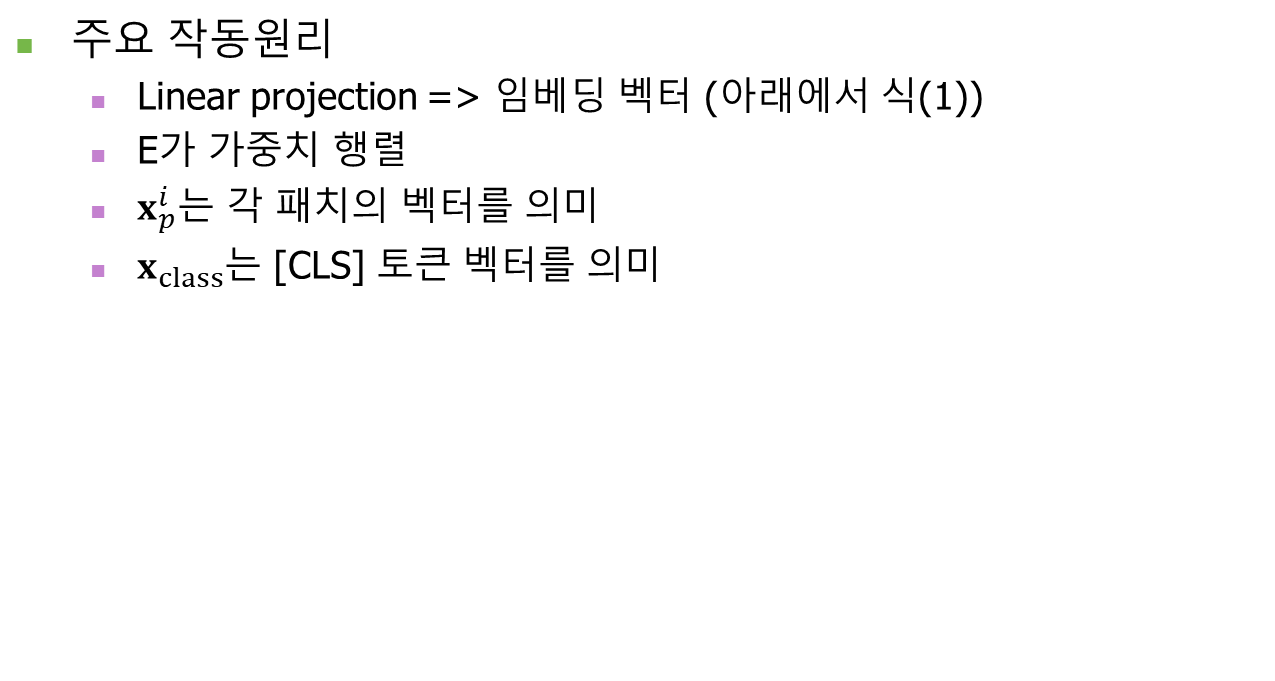 주요 작동원리
Linear projection => 임베딩 벡터 (아래에서 식(1))
E가 가중치 행렬
𝐱ₚⁱ는 각 패치의 벡터를 의미
𝐱class는 [CLS] 토큰 벡터를 의미